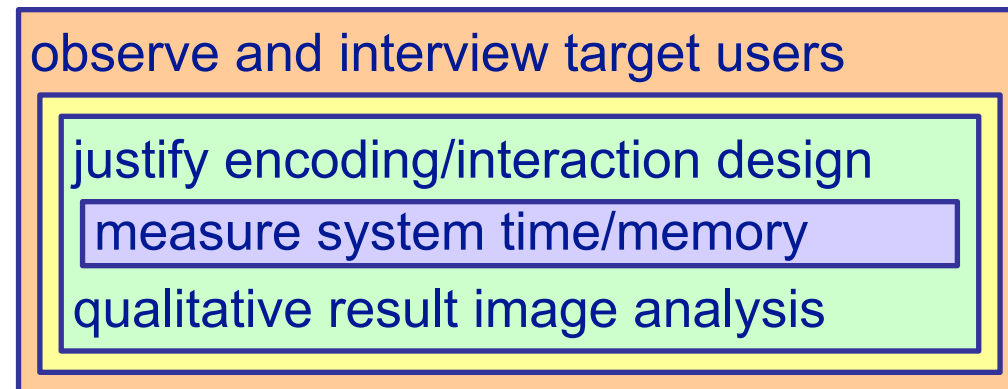 observe and interview target users
justify encoding/interaction design
measure system time/memory
qualitative result image analysis